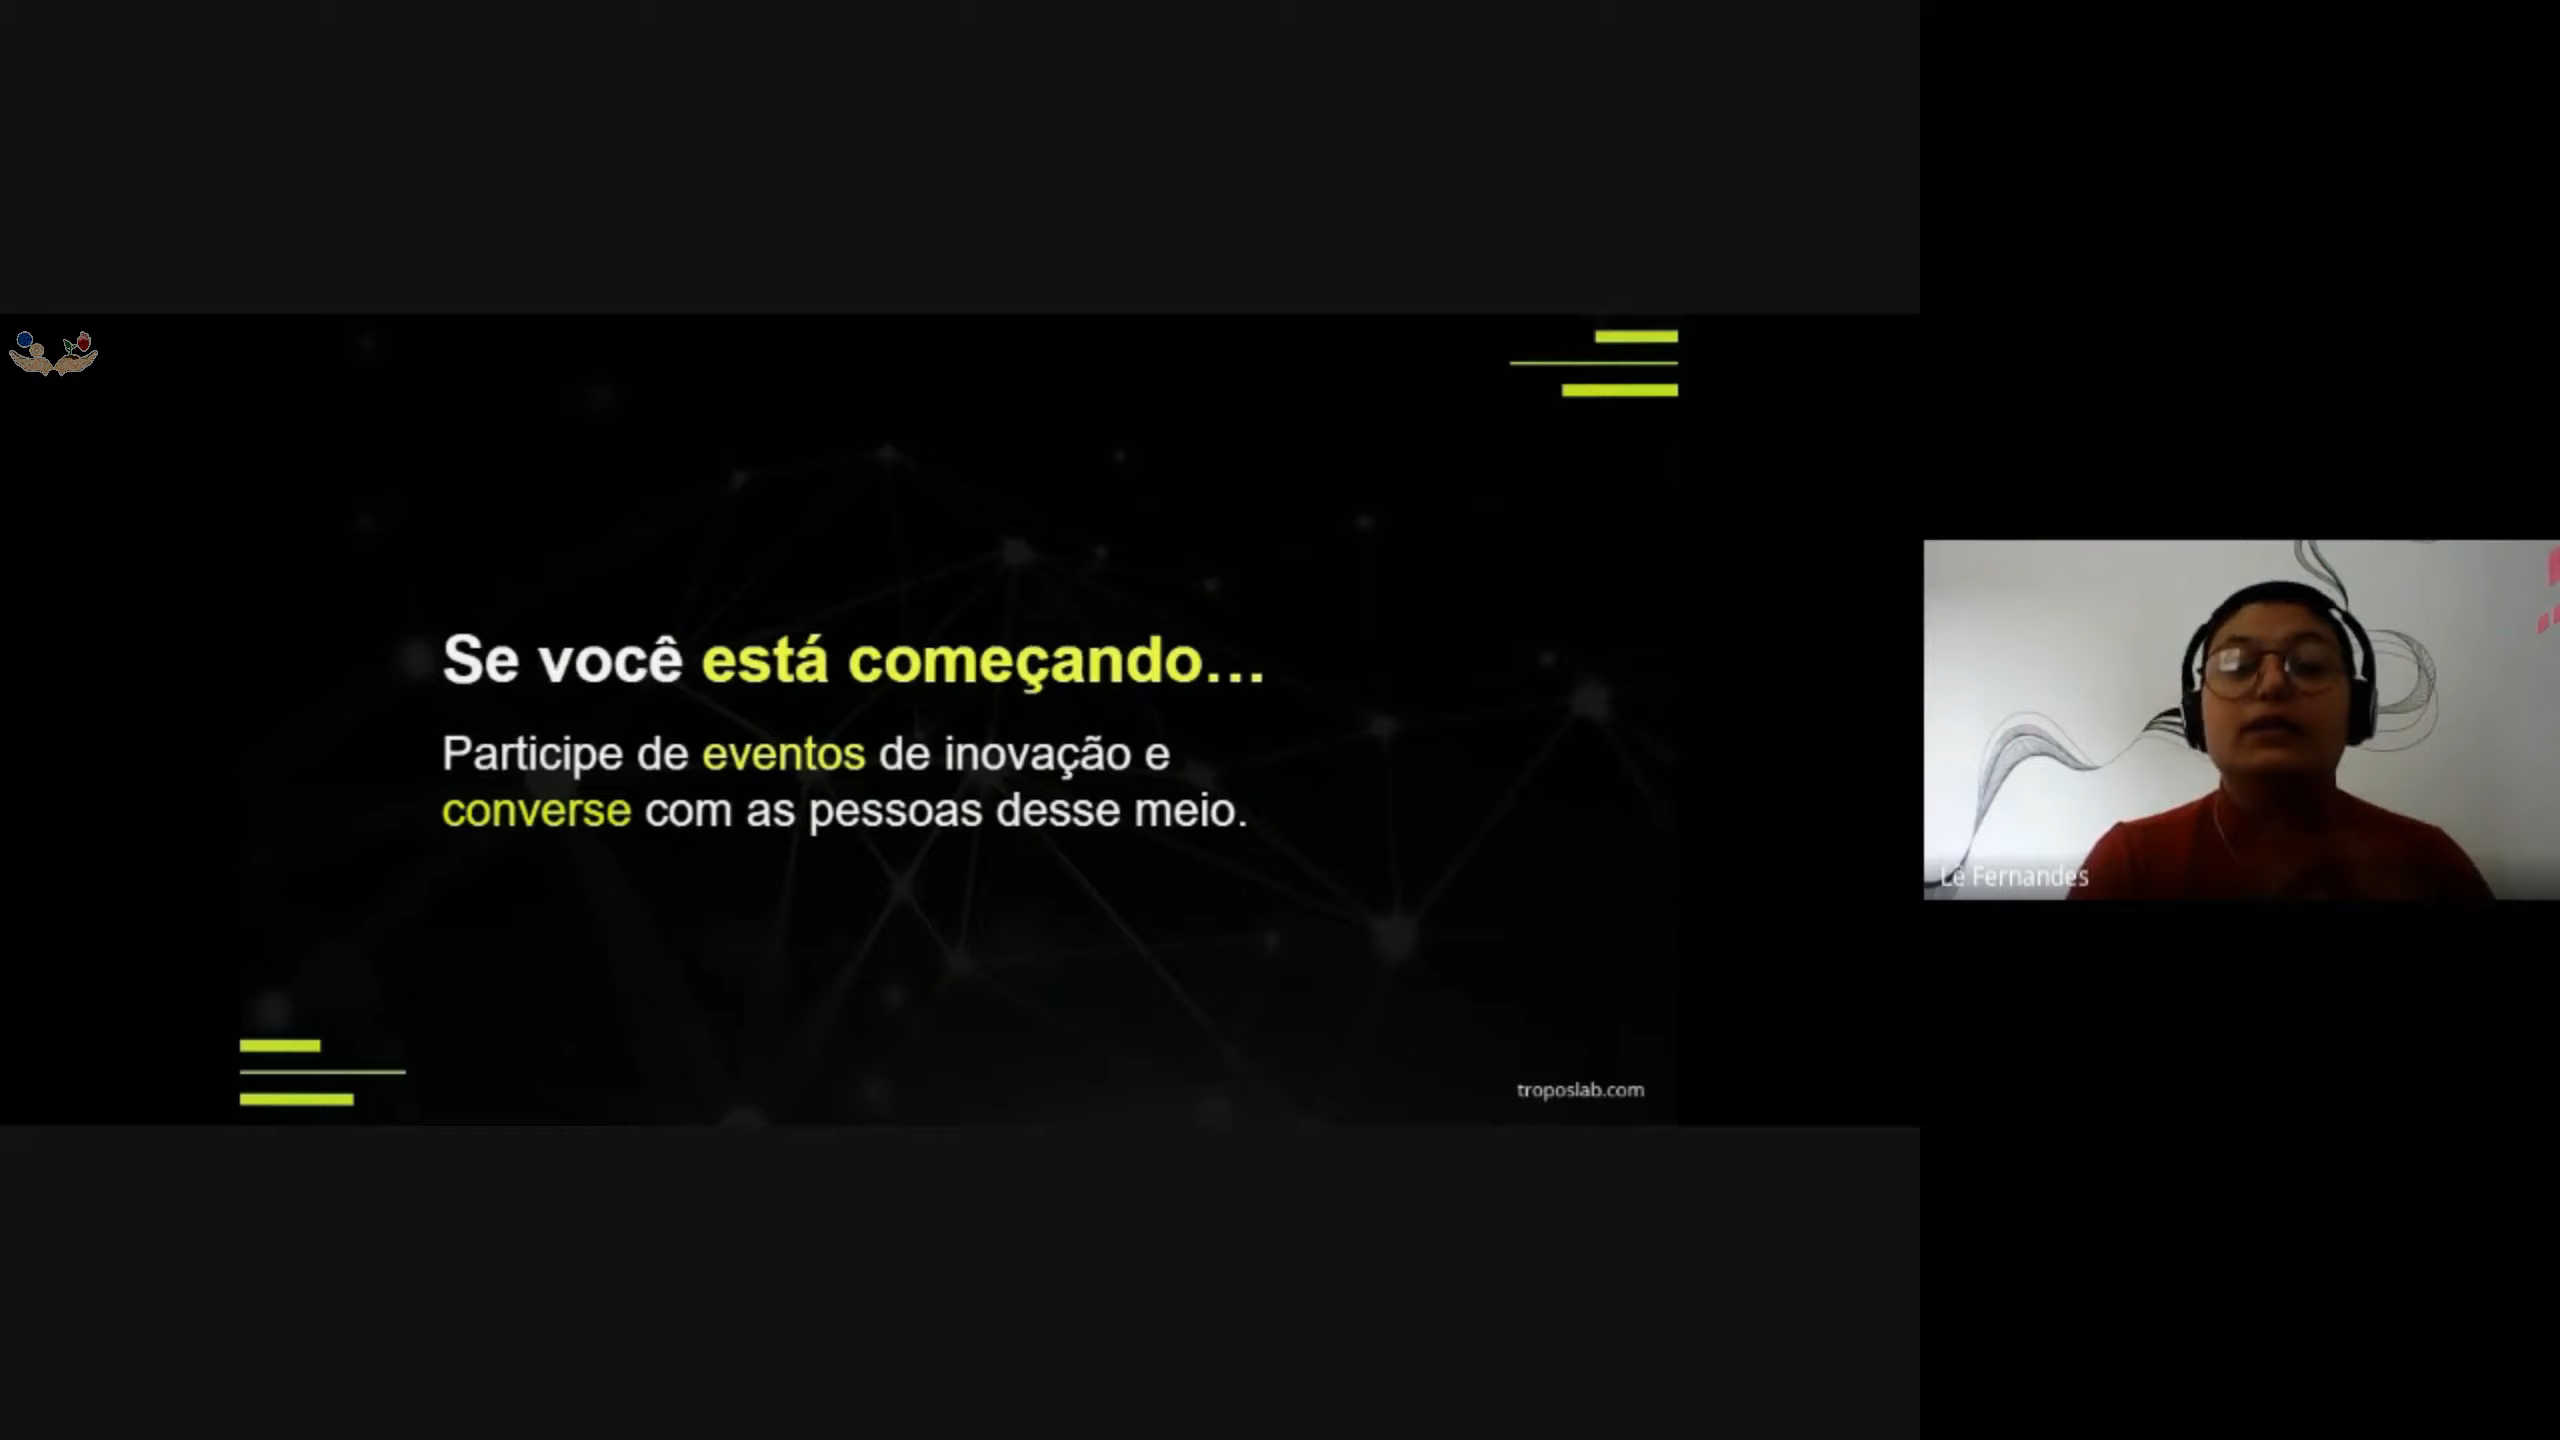 Se você está começando...
Participe de eventos de inovação e
converse com as pessoas desse meio.
troposlab.com
Lê Fernandes